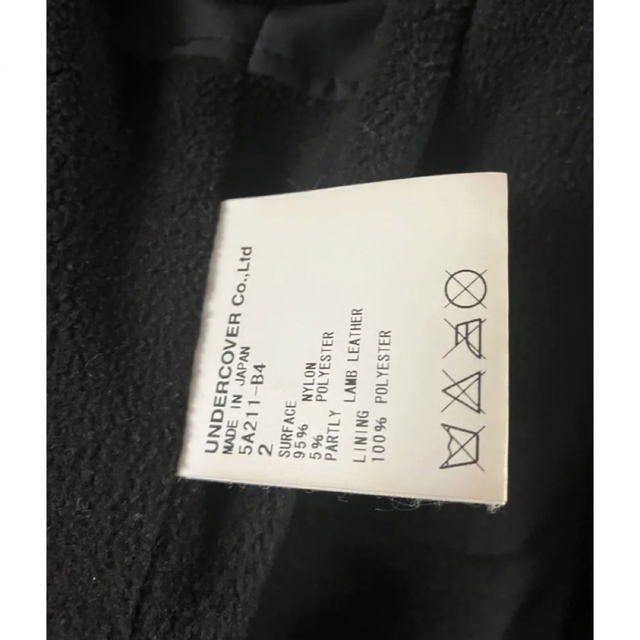 UNDERCOVER Co.,Ltd
MADE IN JAPAN
5A211-B4
2
SURFACE
95% NYLON
5% POLYESTER
PARTLY LAMB LEATHER
LINING
100% POLYESTER